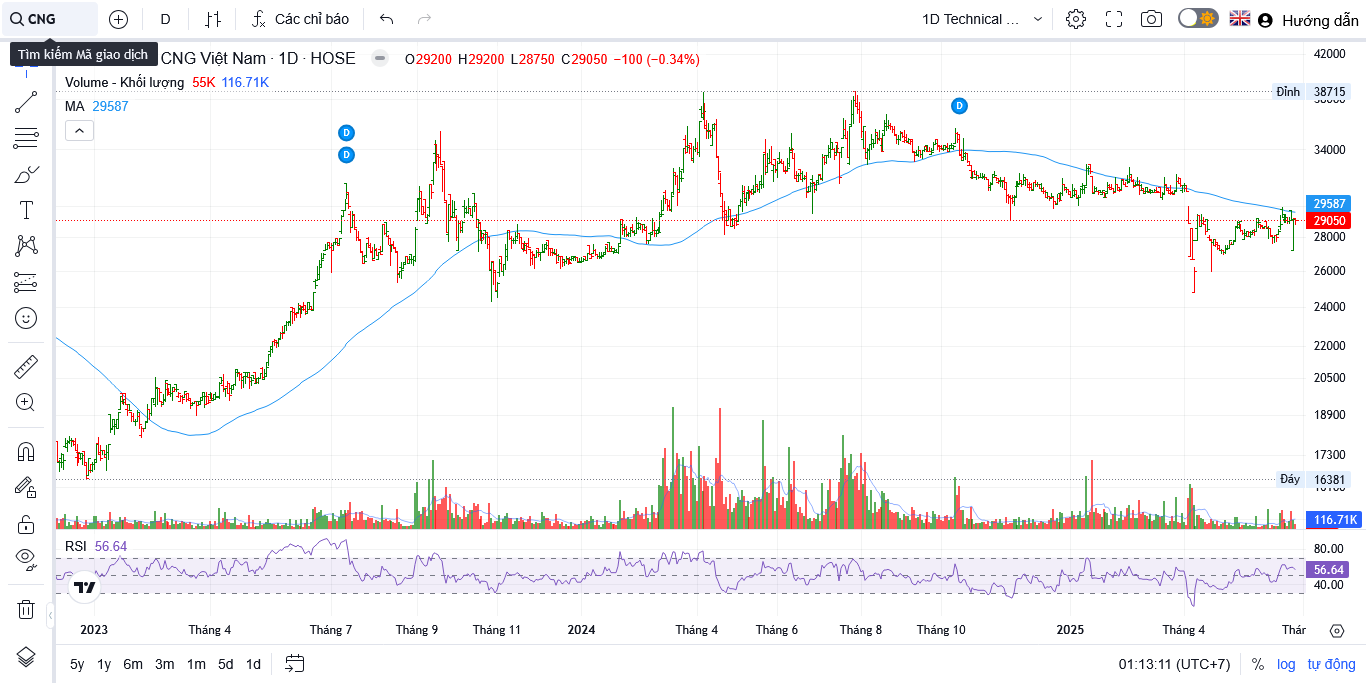 CNG
D
Các chỉ báo
1D Technical ...
Hướng dẫn
Tìm kiếm Mã giao dịch
CNG Việt Nam · 1D · HOSE
O29200 H29200 L28750 C29050 −100 (−0.34%)
Volume - Khối lượng 55K 116.71K
MA 29587
D
D
D
42000
Đỉnh 38715
34000
29587
29050
28000
26000
24000
22000
20500
18900
17300
Đáy 16381
116.71K
RSI 56.64
80.00
56.64
40.00
2023 Tháng 4 Tháng 7 Tháng 9 Tháng 11 2024 Tháng 4 Tháng 6 Tháng 8 Tháng 10 2025 Tháng 4 Thár
5y 1y 6m 3m 1m 5d 1d
01:13:11 (UTC+7) % log tự động